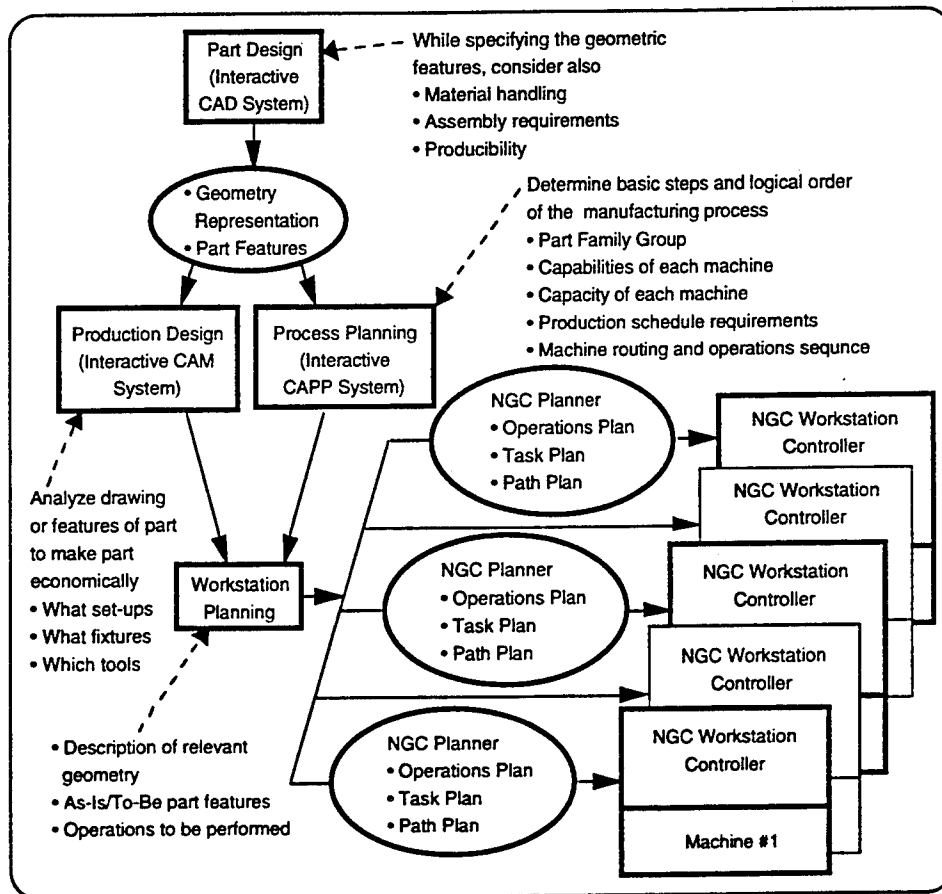 Part Design
(Interactive
CAD System)
While specifying the geometric
features, consider also
• Material handling
• Assembly requirements
• Producibility
• Geometry
Representation
• Part Features
Determine basic steps and logical order
of the manufacturing process
• Part Family Group
• Capabilities of each machine
• Capacity of each machine
• Production schedule requirements
• Machine routing and operations sequnce
Production Design
(Interactive CAM
System)
Process Planning
(Interactive
CAPP System)
Analyze drawing
or features of part
to make part
economically
• What set-ups
• What fixtures
• Which tools
Workstation
Planning
• Description of relevant
geometry
• As-Is/To-Be part features
• Operations to be performed
NGC Planner
• Operations Plan
• Task Plan
• Path Plan
NGC Workstation
Controller
NGC Workstation
Controller
NGC Planner
• Operations Plan
• Task Plan
• Path Plan
NGC Workstation
Controller
NGC Workstation
Controller
NGC Planner
• Operations Plan
• Task Plan
• Path Plan
NGC Workstation
Controller
Machine #1